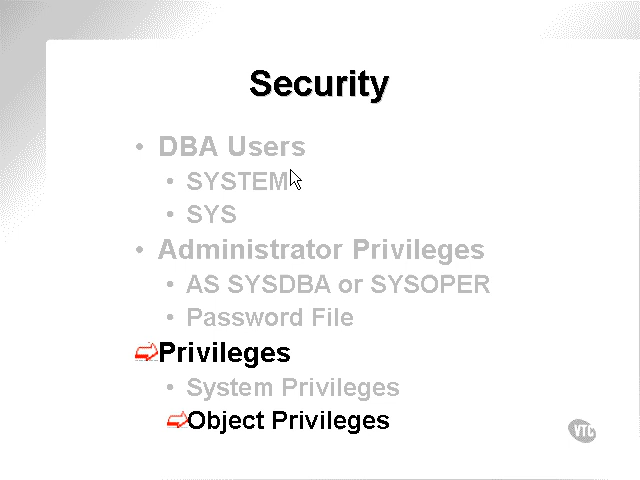 Security
• DBA Users
• SYSTEM
• SYS
• Administrator Privileges
• AS SYSDBA or SYSOPER
• Password File
Privileges
• System Privileges
Object Privileges
VTC